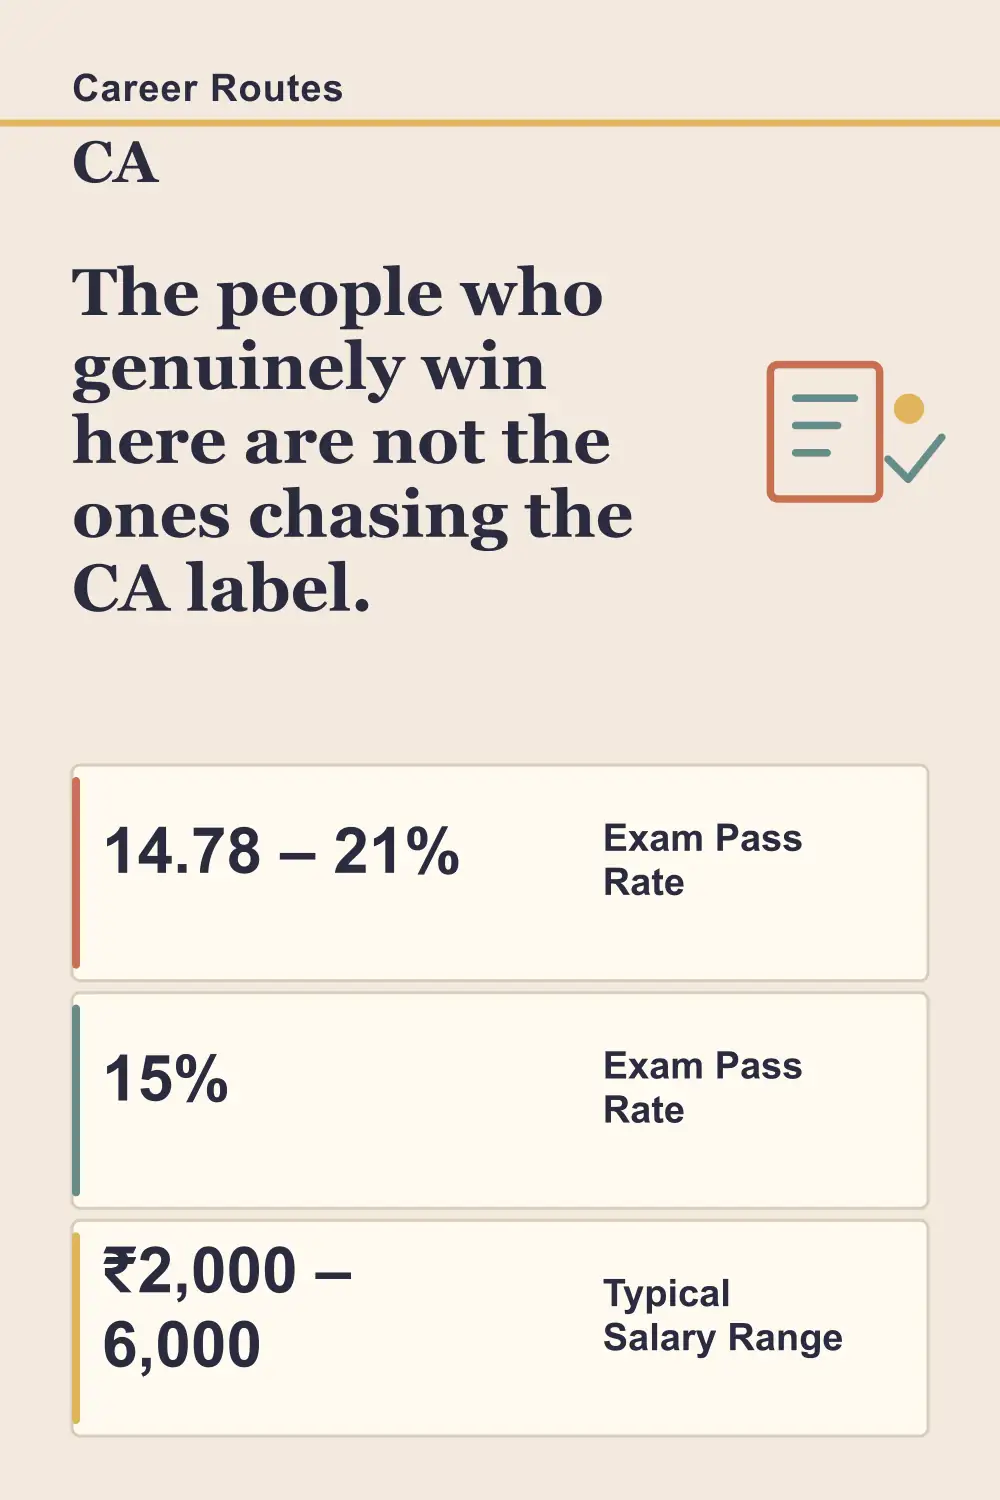 Career Routes
CA
The people who
genuinely win
here are not the
ones chasing the
CA label.
14.78 – 21%
Exam Pass
Rate
15%
Exam Pass
Rate
₹2,000 –
6,000
Typical
Salary Range